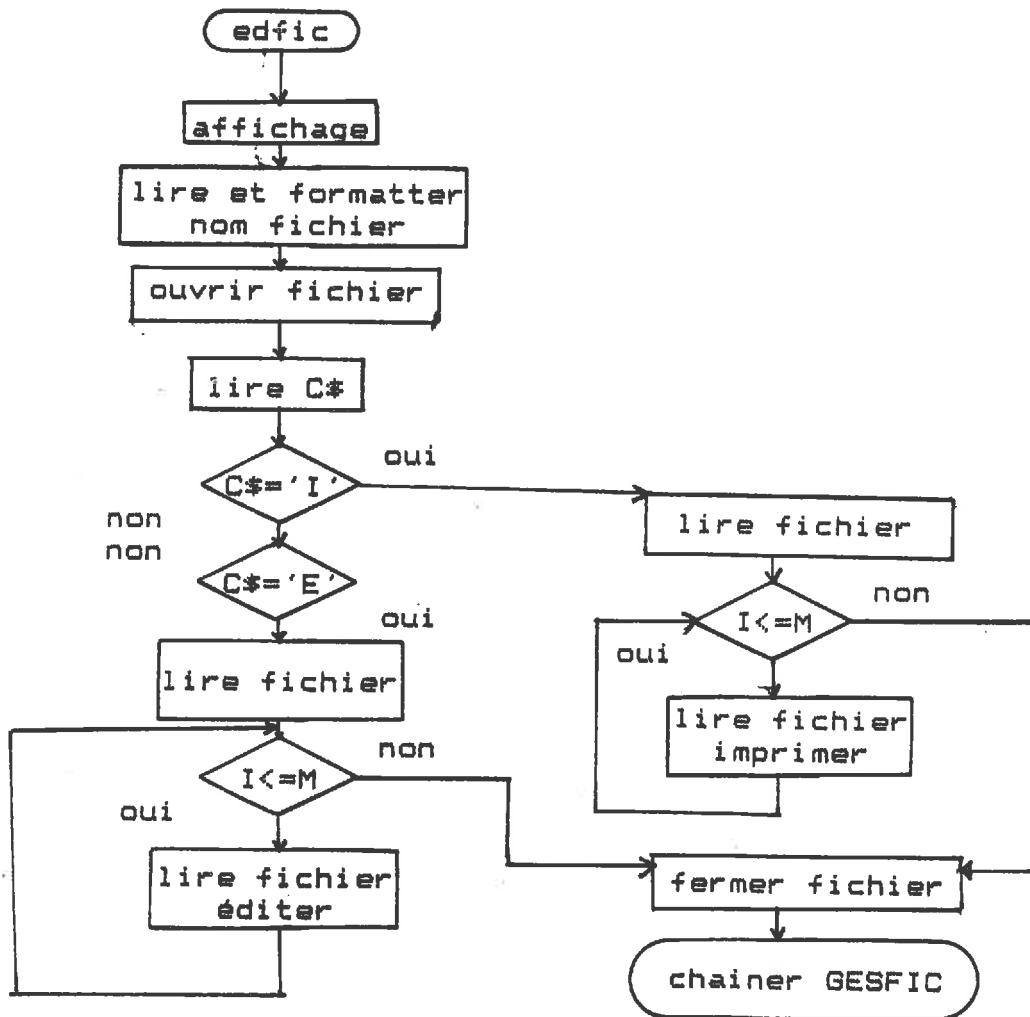 edfic
affichage
lire et formatter
nom fichier
ouvrir fichier
lire C$
C$='I'
oui
non
non
C$='E'
oui
lire fichier
I<=M
non
oui
lire fichier
éditer
lire fichier
I<=M
non
oui
lire fichier
imprimer
fermer fichier
chainer GESFIC